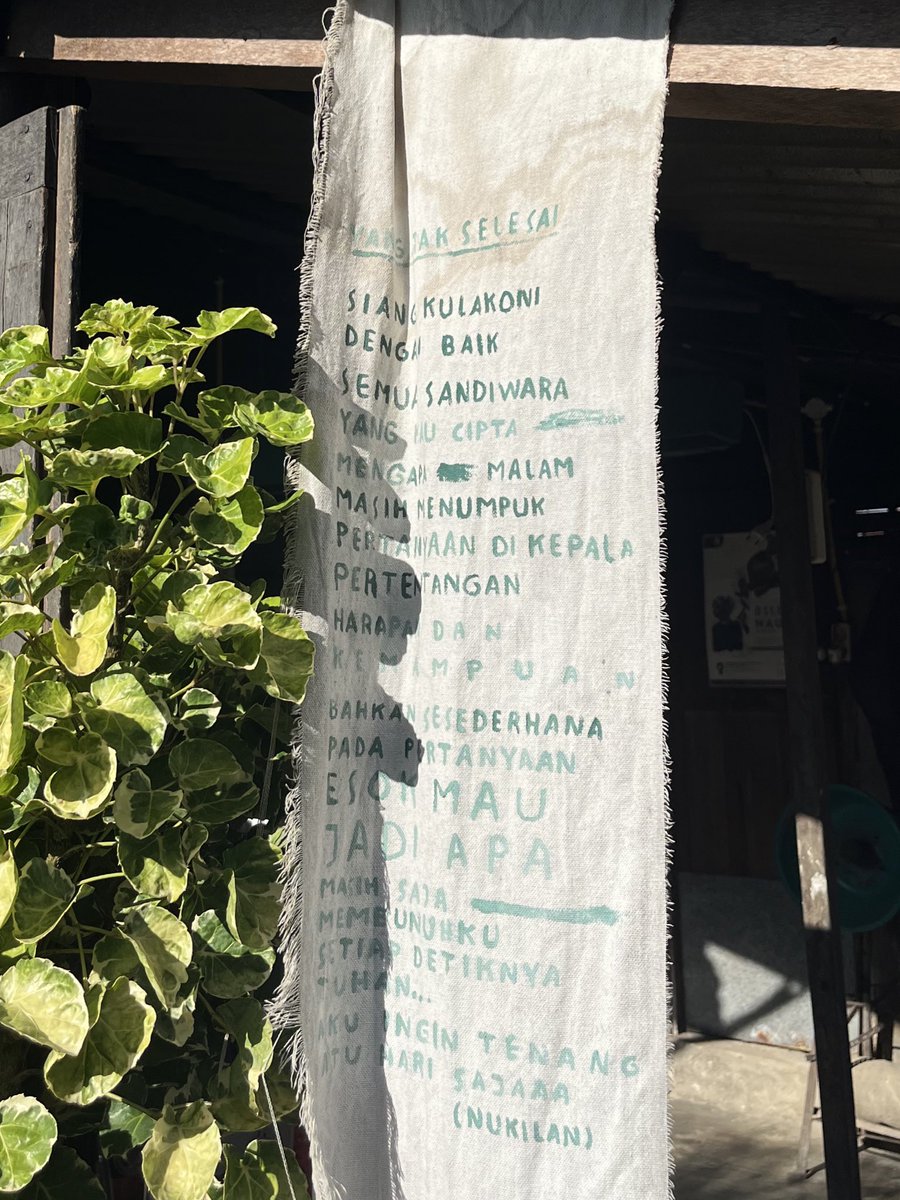 YANG TAK SELESAI
SIANG KULAKONI
DENGAN BAIK
SEMUA SANDIWARA
YANG MU CIPTA
MENGAPA MALAM
MASIH MENUMPUK
PERTANYAAN DI KEPALA
PERTENTANGAN
HARAPAN DAN
KEMAMPUAN
BAHKAN SESEDERHANA
PADA PERTANYAAN
ESOK MAU
JADI APA
MASIH SAJA
MEMBUNUHKU
SETIAP DETIKNYA
TUHAN...
AKU INGIN TENANG
SATU HARI SAJAAA
(NUKILAN)